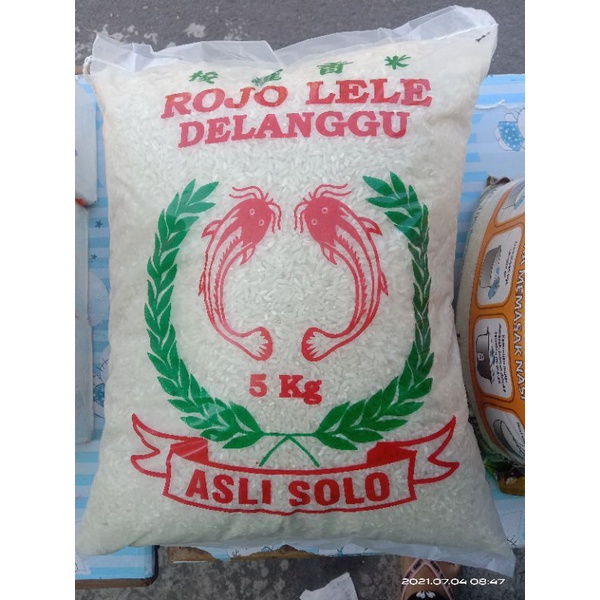 ROJO LELE
DELANGGU
5 Kg
ASLI SOLO
MEMASAK NASI
2021.07.04 08:47